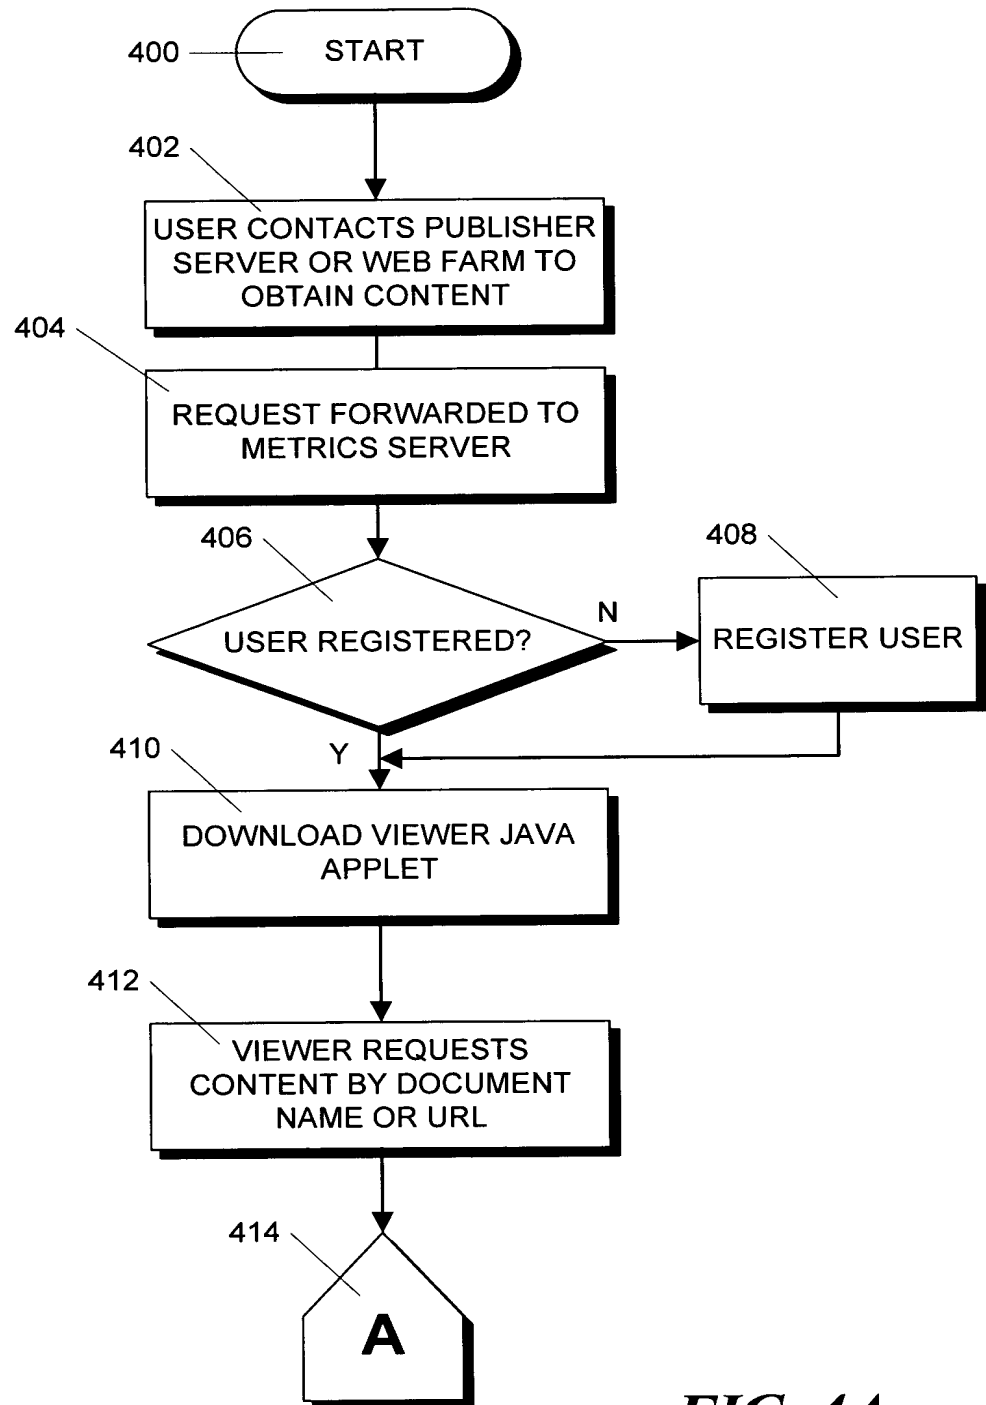 400
START
402
USER CONTACTS PUBLISHER
SERVER OR WEB FARM TO
OBTAIN CONTENT
404
REQUEST FORWARDED TO
METRICS SERVER
406
USER REGISTERED?
N
408
REGISTER USER
Y
410
DOWNLOAD VIEWER JAVA
APPLET
412
VIEWER REQUESTS
CONTENT BY DOCUMENT
NAME OR URL
414
A
FIG. 4A